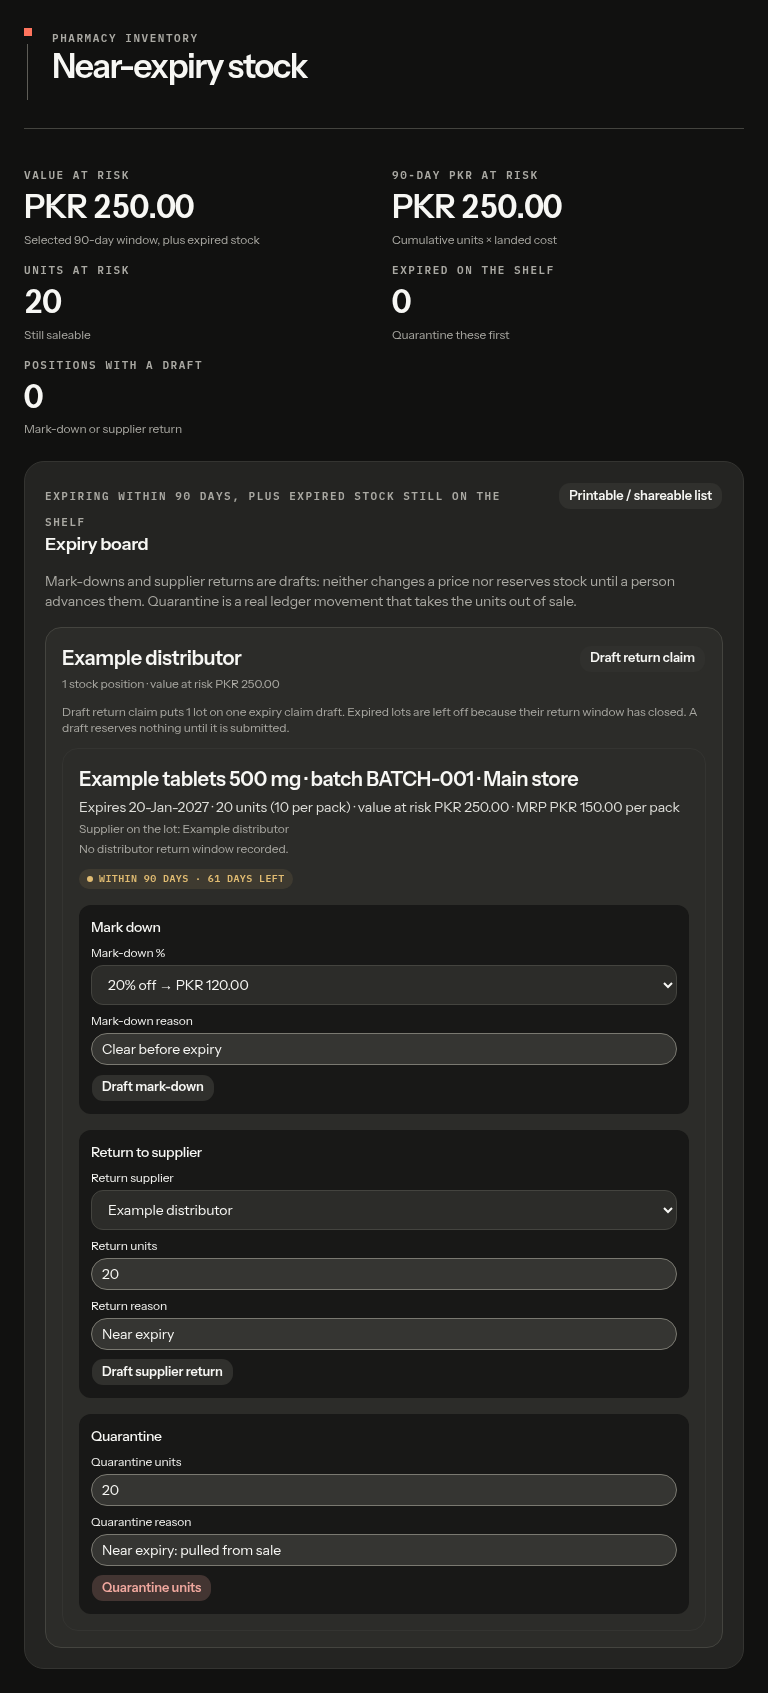 PHARMACY INVENTORY
Near-expiry stock
VALUE AT RISK
PKR 250.00
Selected 90-day window, plus expired stock
90-DAY PKR AT RISK
PKR 250.00
Cumulative units × landed cost
UNITS AT RISK
20
Still saleable
EXPIRED ON THE SHELF
0
Quarantine these first
POSITIONS WITH A DRAFT
0
Mark-down or supplier return
EXPIRING WITHIN 90 DAYS, PLUS EXPIRED STOCK STILL ON THE
SHELF
Printable / shareable list
Expiry board
Mark-downs and supplier returns are drafts: neither changes a price nor reserves stock until a person
advances them. Quarantine is a real ledger movement that takes the units out of sale.
Example distributor
Draft return claim
1 stock position · value at risk PKR 250.00
Draft return claim puts 1 lot on one expiry claim draft. Expired lots are left off because their return window has closed. A
draft reserves nothing until it is submitted.
Example tablets 500 mg · batch BATCH-001 · Main store
Expires 20-Jan-2027 · 20 units (10 per pack) · value at risk PKR 250.00 · MRP PKR 150.00 per pack
Supplier on the lot: Example distributor
No distributor return window recorded.
WITHIN 90 DAYS · 61 DAYS LEFT
Mark down
Mark-down %
20% off → PKR 120.00
Mark-down reason
Clear before expiry
Draft mark-down
Return to supplier
Return supplier
Example distributor
Return units
20
Return reason
Near expiry
Draft supplier return
Quarantine
Quarantine units
20
Quarantine reason
Near expiry: pulled from sale
Quarantine units